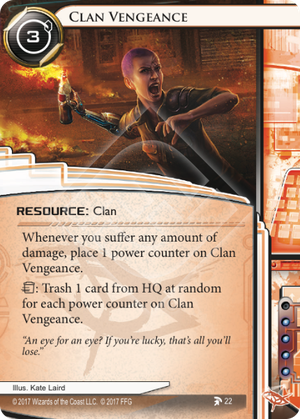 CLAN VENGEANCE
3
RESOURCE: Clan
Whenever you suffer any amount of
damage, place 1 power counter on Clan
Vengeance.
: Trash 1 card from HQ at random
for each power counter on Clan
Vengeance.
"An eye for an eye? If you're lucky, that's all you'll
lose."
Illus. Kate Laird
© 2017 Wizards of the Coast LLC. © 2017 FFG
22